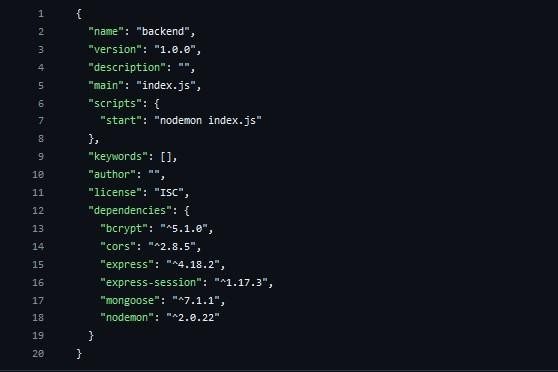 1 {
2   "name": "backend",
3   "version": "1.0.0",
4   "description": "",
5   "main": "index.js",
6   "scripts": {
7     "start": "nodemon index.js"
8   },
9   "keywords": [],
10   "author": "",
11   "license": "ISC",
12   "dependencies": {
13     "bcrypt": "^5.1.0",
14     "cors": "^2.8.5",
15     "express": "^4.18.2",
16     "express-session": "^1.17.3",
17     "mongoose": "^7.1.1",
18     "nodemon": "^2.0.22"
19   }
20 }